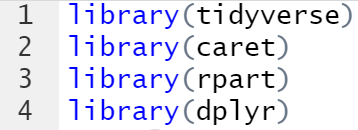 1 library(tidyverse)
2 library(caret)
3 library(rpart)
4 library(dplyr)